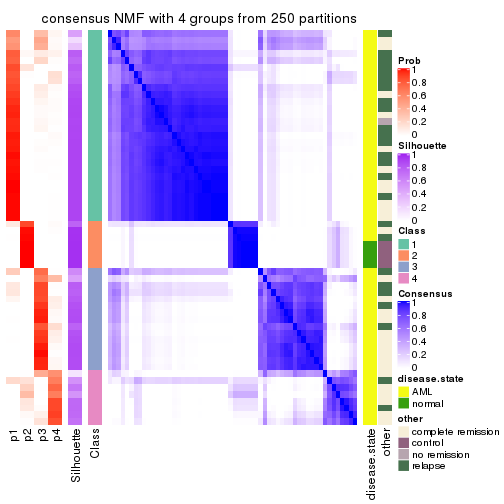 consensus NMF with 4 groups from 250 partitions
Prob
1
0.8
0.6
0.4
0.2
0
Silhouette
1
0.8
0.6
0.4
0.2
0
Class
1
2
3
4
Consensus
1
0.8
0.6
0.4
0.2
0
disease.state
AML
normal
other
complete remission
control
no remission
relapse
p1
p2
p3
p4
Silhouette
Class
disease.state
other